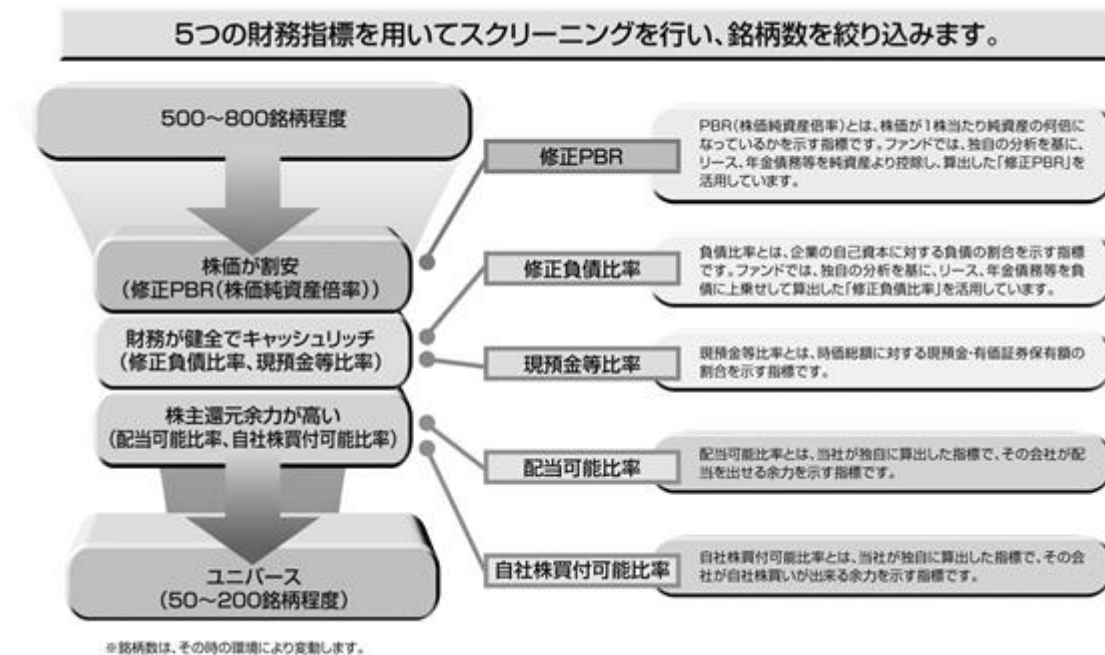 5つの財務指標を用いてスクリーニングを行い、銘柄数を絞り込みます。
500〜800銘柄程度
株価が割安
(修正PBR(株価純資産倍率))
財務が健全でキャッシュリッチ
(修正負債比率、現預金等比率)
株主還元余力が高い
(配当可能比率、自社株買付可能比率)
ユニバース
(50〜200銘柄程度)
修正PBR
PBR(株価純資産倍率)とは、株価が1株当たり純資産の何倍に
なっているかを示す指標です。ファンドでは、独自の分析を基に、
リース、年金債務等を純資産より控除し、算出した「修正PBR」を
活用しています。
修正負債比率
負債比率とは、企業の自己資本に対する負債の割合を示す指標
です。ファンドでは、独自の分析を基に、リース、年金債務等を負
債に上乗せして算出した「修正負債比率」を活用しています。
現預金等比率
現預金等比率とは、時価総額に対する現預金・有価証券保有額の
割合を示す指標です。
配当可能比率
配当可能比率とは、当社が独自に算出した指標で、その会社が配
当を出せる余力を示す指標です。
自社株買付可能比率
自社株買付可能比率とは、当社が独自に算出した指標で、その会
社が自社株買いが出来る余力を示す指標です。
※銘柄数は、その時の環境により変動します。